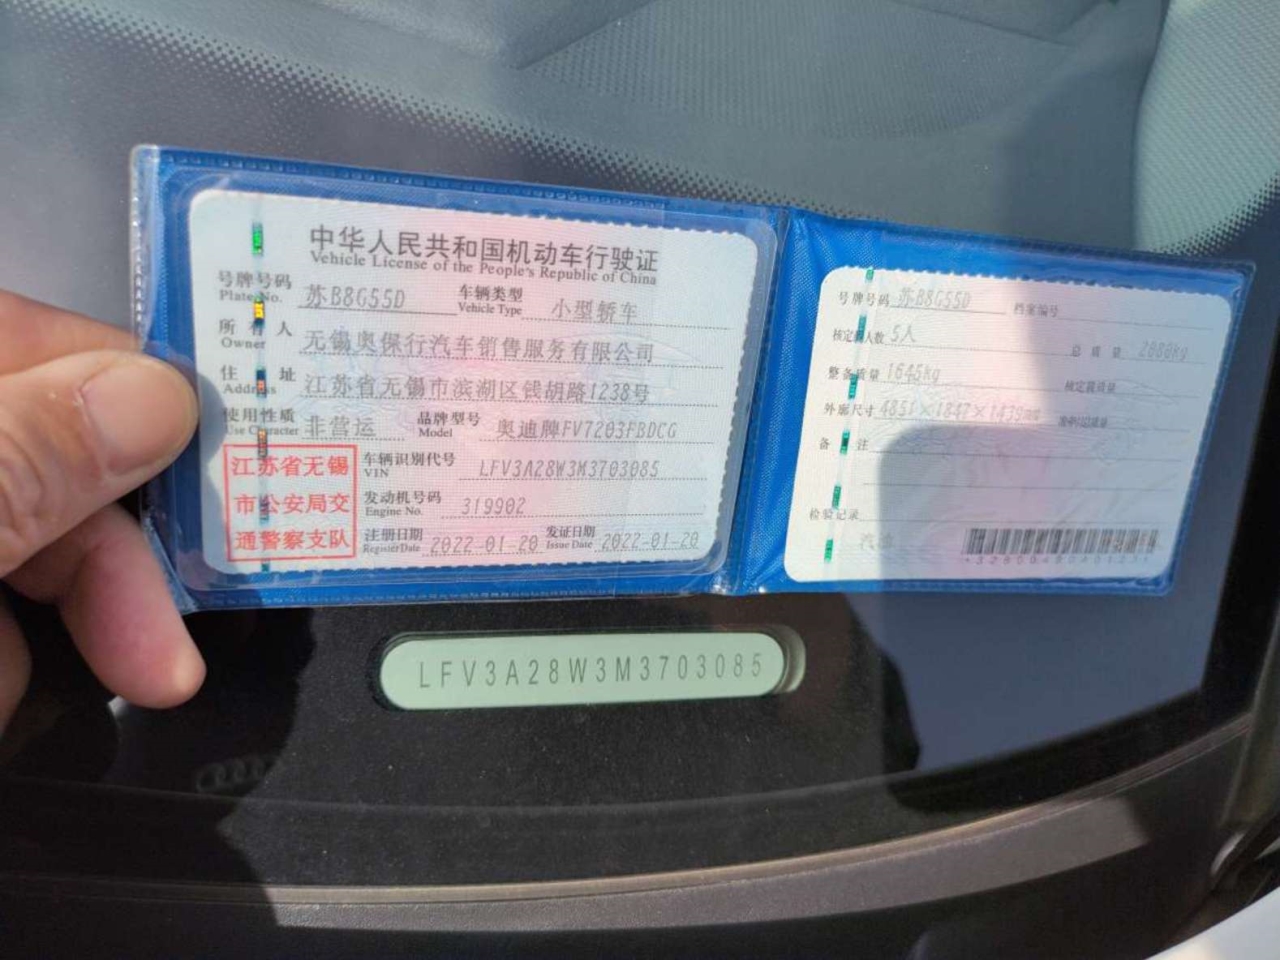 中华人民共和国机动车行驶证
Vehicle License of the People's Republic of China
号牌号码 苏B8G55D 车辆类型 小型轿车
Plate No. Vehicle Type
所有人 无锡奥保行汽车销售服务有限公司
Owner
住址 江苏省无锡市滨湖区钱胡路1238号
Address
使用性质 非营运 品牌型号 奥迪牌FV7203FBDCG
Use Character Model
江苏省无锡
市公安局交
通警察支队
车辆识别代号 LFV3A28W3M3703085
VIN
发动机号码 319902
Engine No.
注册日期 2022-01-20 发证日期 2022-01-20
Register Date Issue Date
号牌号码 苏B8G55D 档案编号
核定载人数 5人 总质量
整备质量 1645kg 核定载质量
外廓尺寸 4851×1847×1439mm
备注
检验记录
LFV3A28W3M3703085